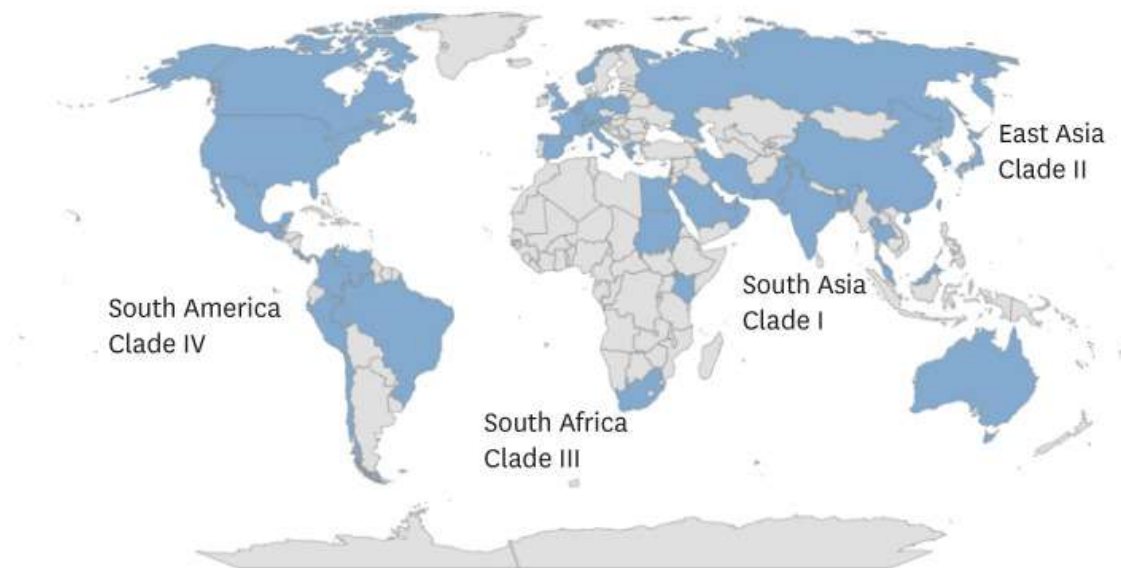 East Asia
Clade II
South Asia
Clade I
South America
Clade IV
South Africa
Clade III